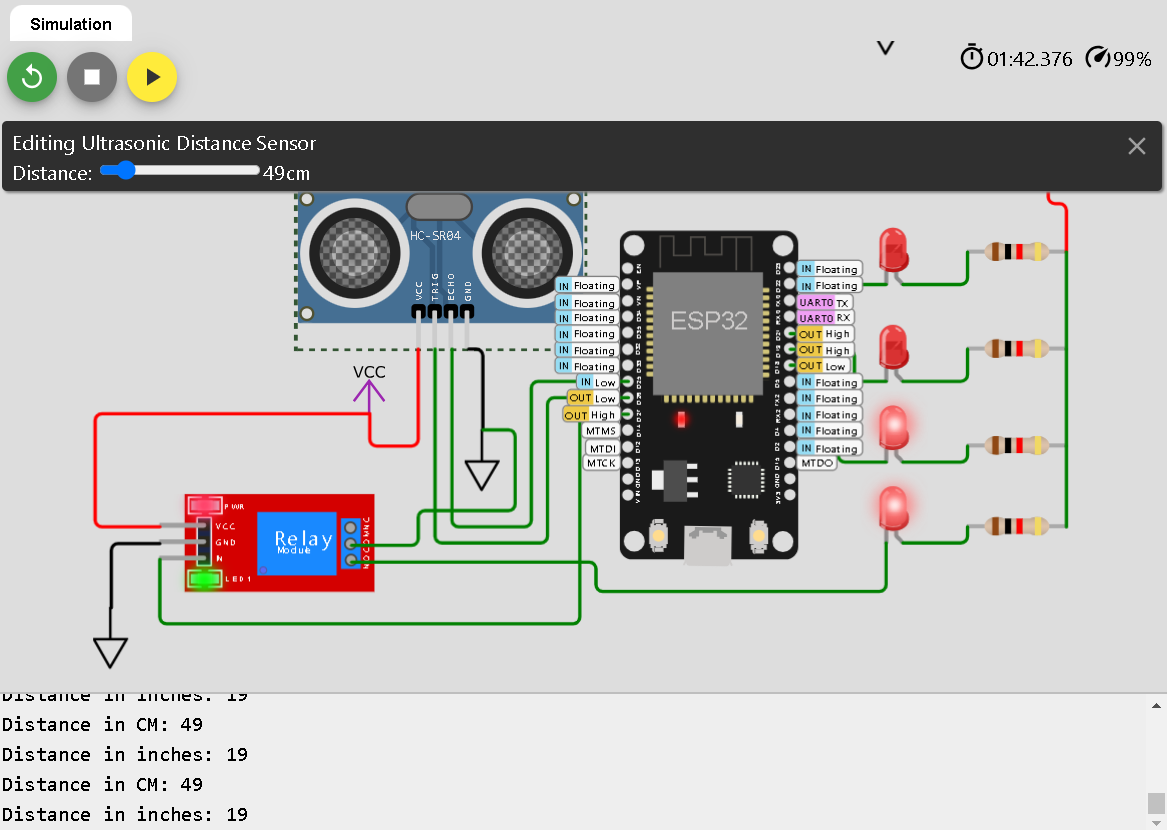 Simulation
01:42.376 99%
Editing Ultrasonic Distance Sensor
Distance: 49cm
HC-SR04
VCC
TRIG
ECHO
GND
VCC
ESP32
IN Floating
IN Floating
IN Floating
IN Floating
IN Floating
IN Floating
IN Low
OUT Low
OUT High
MTMS
MTDI
MTCK
IN Floating
IN Floating
UART0 TX
UART0 RX
OUT High
OUT High
OUT Low
IN Floating
IN Floating
IN Floating
IN Floating
IN Floating
MTDO
PWR
VCC
GND
IN
LED1
Relay
Module
Distance in inches: 19
Distance in CM: 49
Distance in inches: 19
Distance in CM: 49
Distance in inches: 19